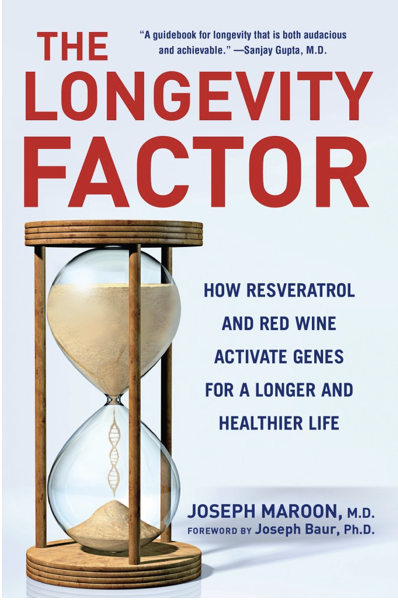 THE
"A guidebook for longevity that is both audacious
and achievable." —Sanjay Gupta, M.D.
LONGEVITY
FACTOR
HOW RESVERATROL
AND RED WINE
ACTIVATE GENES
FOR A LONGER AND
HEALTHIER LIFE
JOSEPH MAROON, M.D.
FOREWORD BY Joseph Baur, Ph.D.